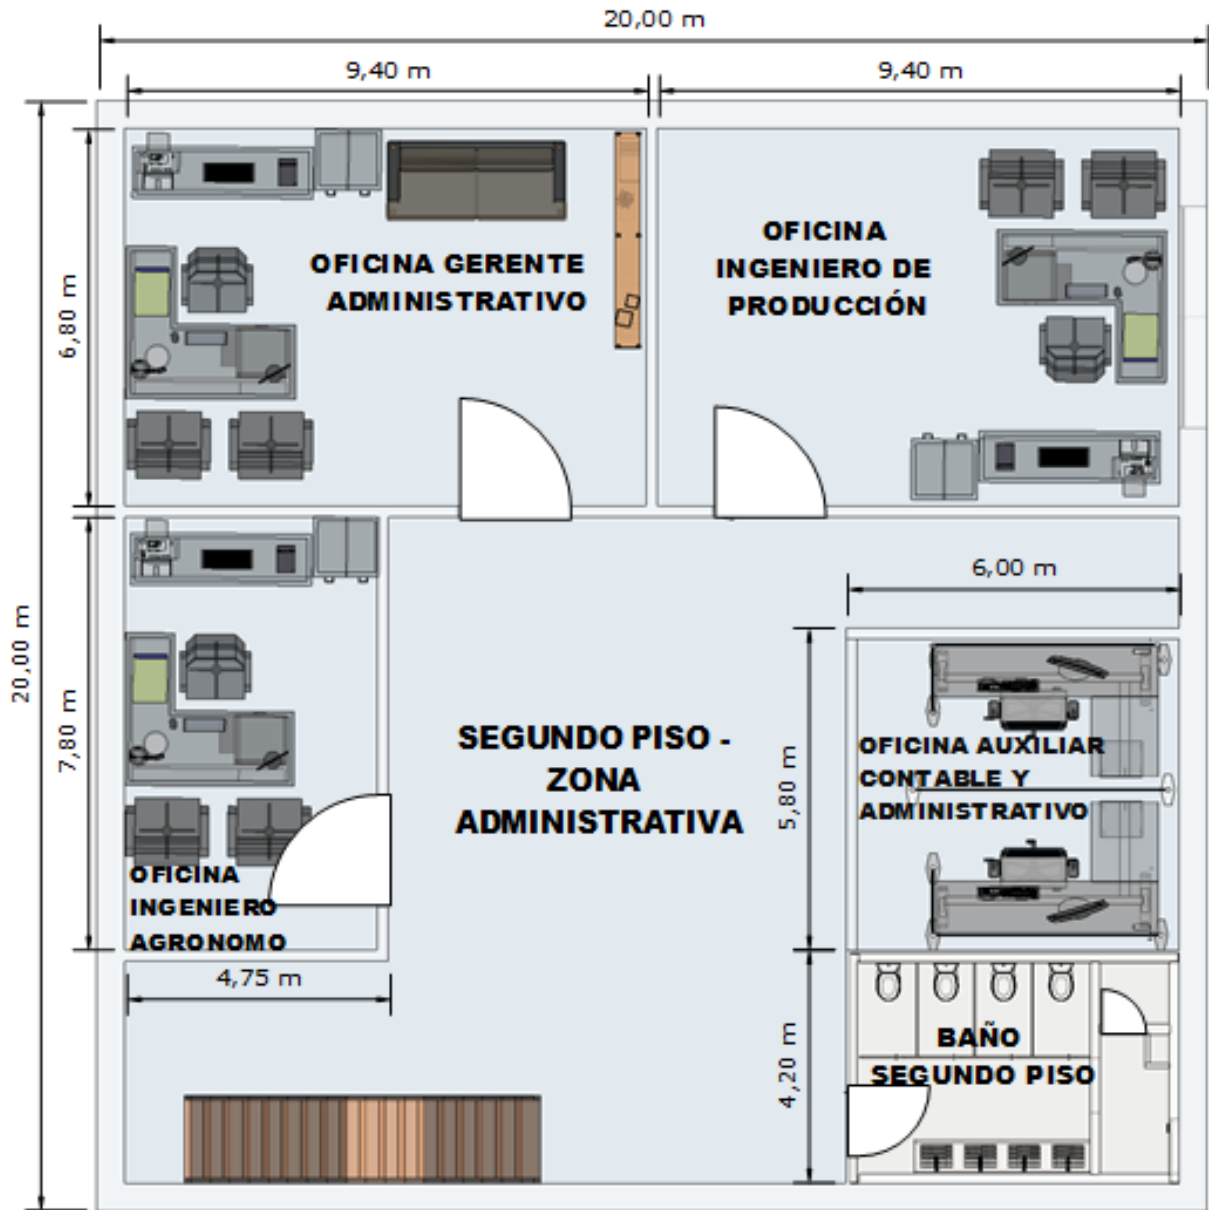 20,00 m
9,40 m
9,40 m
6,80 m
OFICINA GERENTE
ADMINISTRATIVO
OFICINA
INGENIERO DE
PRODUCCIÓN
20,00 m
7,80 m
6,00 m
SEGUNDO PISO -
ZONA
ADMINISTRATIVA
5,80 m
OFICINA AUXILIAR
CONTABLE Y
ADMINISTRATIVO
OFICINA
INGENIERO
AGRONOMO
4,75 m
4,20 m
BAÑO
SEGUNDO PISO